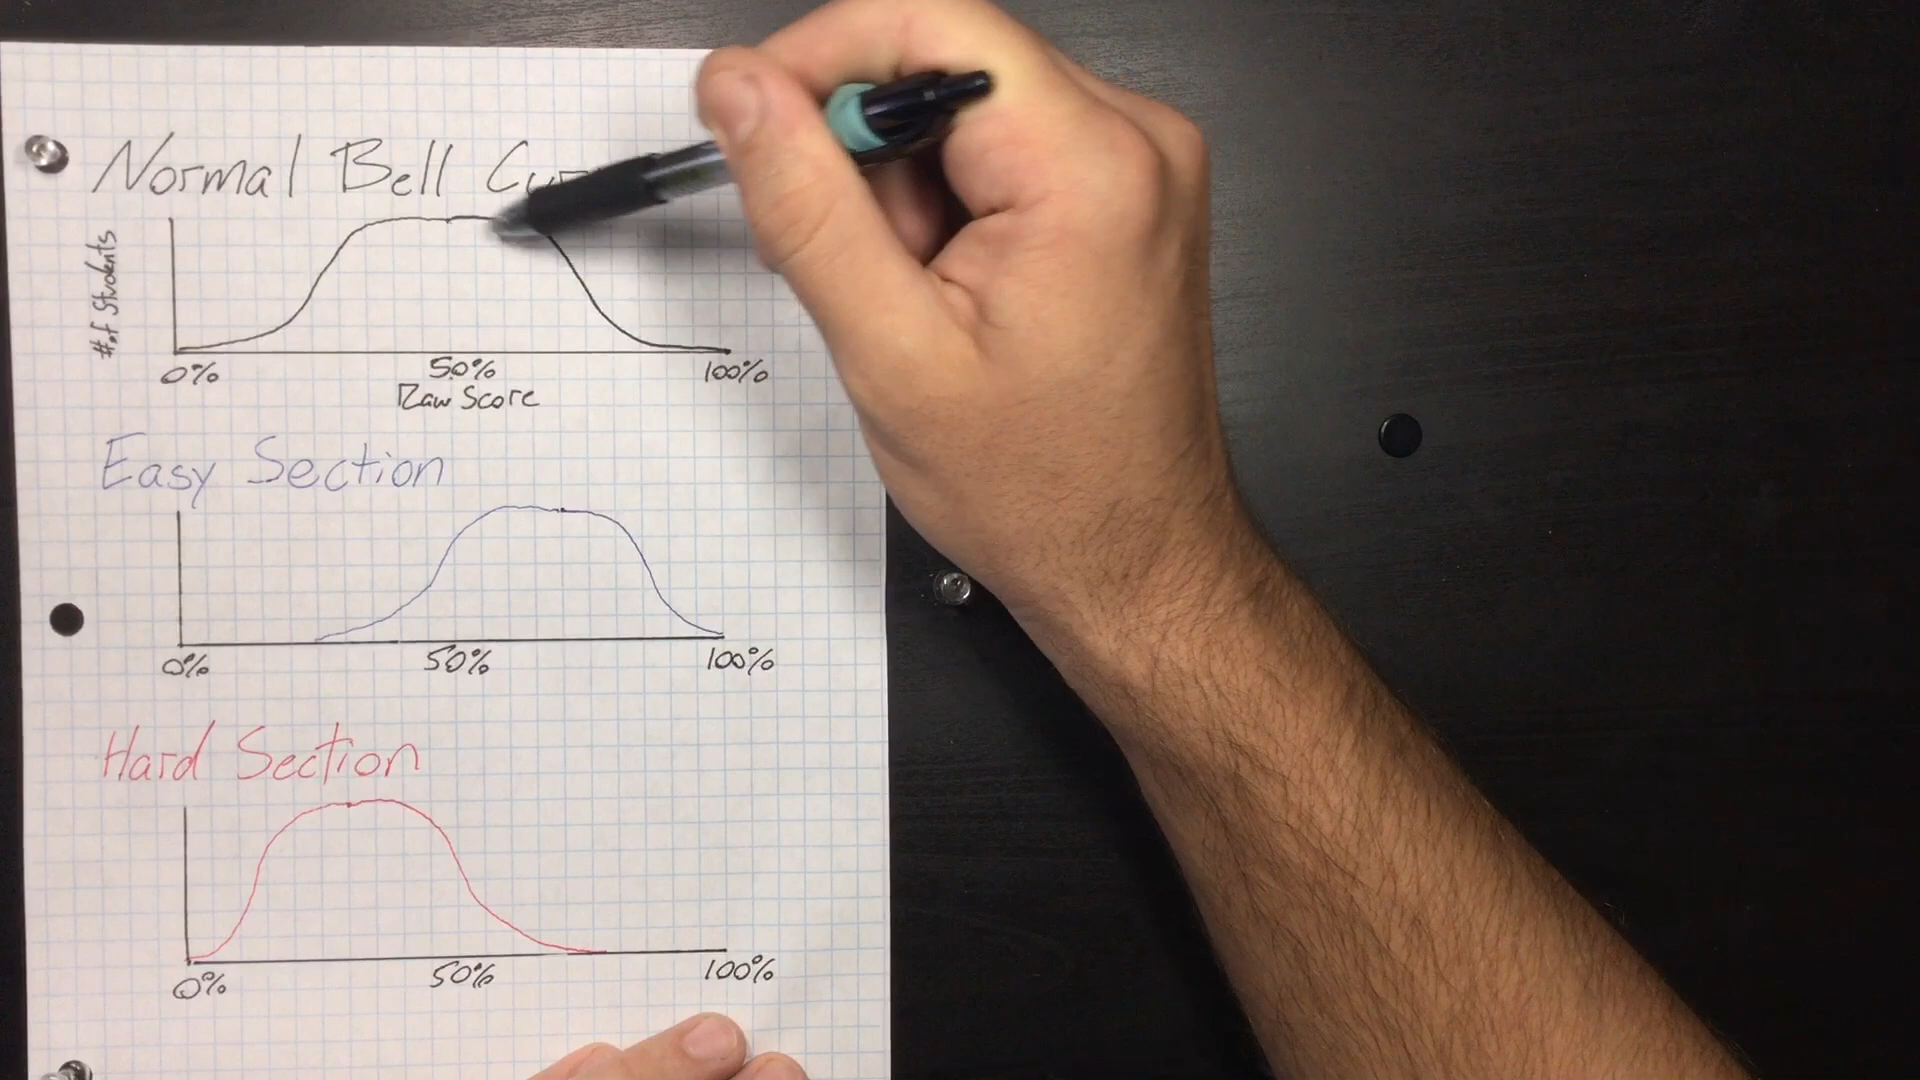 Normal Bell Cur
# of Students
0% 50% 100%
Raw Score
Easy Section
0% 50% 100%
Hard Section
0% 50% 100%